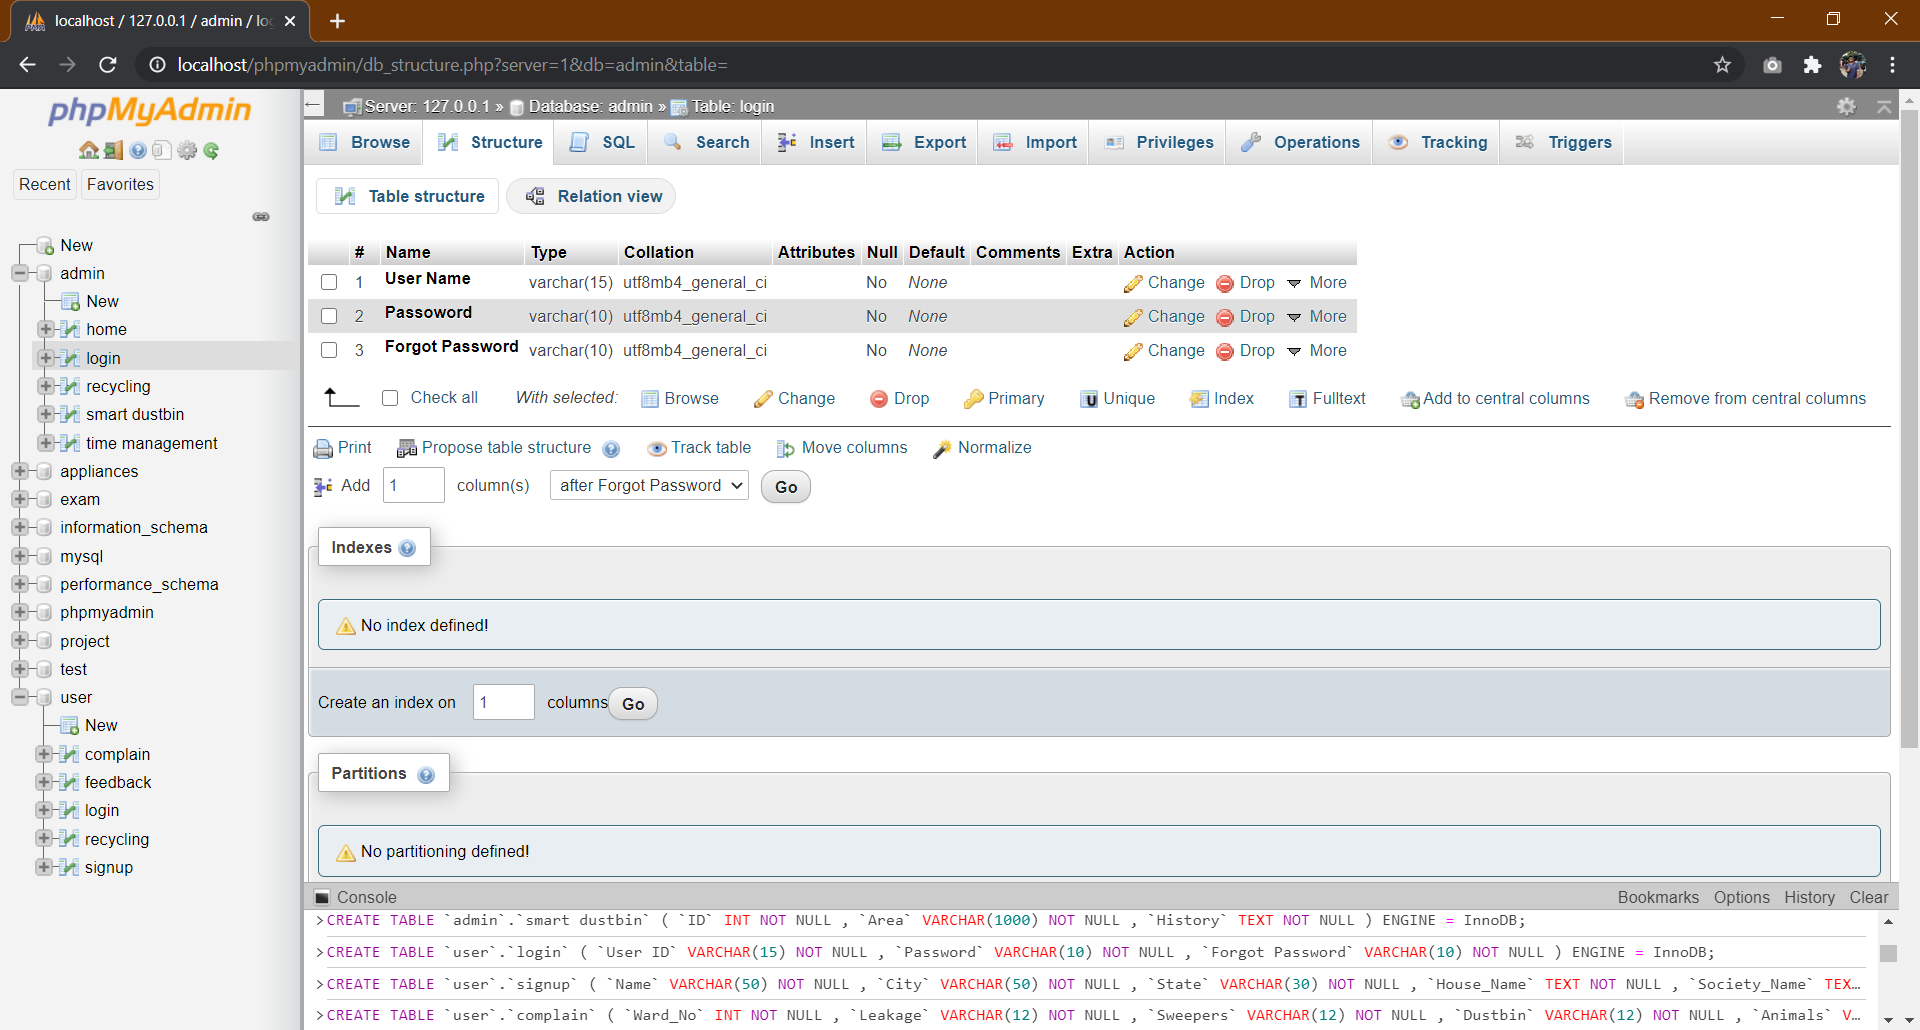 localhost / 127.0.0.1 / admin / lo
localhost/phpmyadmin/db_structure.php?server=1&db=admin&table=
phpMyAdmin
Recent Favorites
New
admin
New
home
login
recycling
smart dustbin
time management
appliances
exam
information_schema
mysql
performance_schema
phpmyadmin
project
test
user
New
complain
feedback
login
recycling
signup
Server: 127.0.0.1 » Database: admin » Table: login
Browse Structure SQL Search Insert Export Import Privileges Operations Tracking Triggers
Table structure Relation view
# Name Type Collation Attributes Null Default Comments Extra Action
1 User Name varchar(15) utf8mb4_general_ci No None Change Drop More
2 Passoword varchar(10) utf8mb4_general_ci No None Change Drop More
3 Forgot Password varchar(10) utf8mb4_general_ci No None Change Drop More
Check all With selected: Browse Change Drop Primary Unique Index Fulltext Add to central columns Remove from central columns
Print Propose table structure Track table Move columns Normalize
Add 1 column(s) after Forgot Password Go
Indexes
No index defined!
Create an index on 1 columns Go
Partitions
No partitioning defined!
Console Bookmarks Options History Clear
>CREATE TABLE `admin`.`smart dustbin` ( `ID` INT NOT NULL , `Area` VARCHAR(1000) NOT NULL , `History` TEXT NOT NULL ) ENGINE = InnoDB;
>CREATE TABLE `user`.`login` ( `User ID` VARCHAR(15) NOT NULL , `Password` VARCHAR(10) NOT NULL , `Forgot Password` VARCHAR(10) NOT NULL ) ENGINE = InnoDB;
>CREATE TABLE `user`.`signup` ( `Name` VARCHAR(50) NOT NULL , `City` VARCHAR(50) NOT NULL , `State` VARCHAR(30) NOT NULL , `House_Name` TEXT NOT NULL , `Society_Name` TEX…
>CREATE TABLE `user`.`complain` ( `Ward_No` INT NOT NULL , `Leakage` VARCHAR(12) NOT NULL , `Sweepers` VARCHAR(12) NOT NULL , `Dustbin` VARCHAR(12) NOT NULL , `Animals` V…